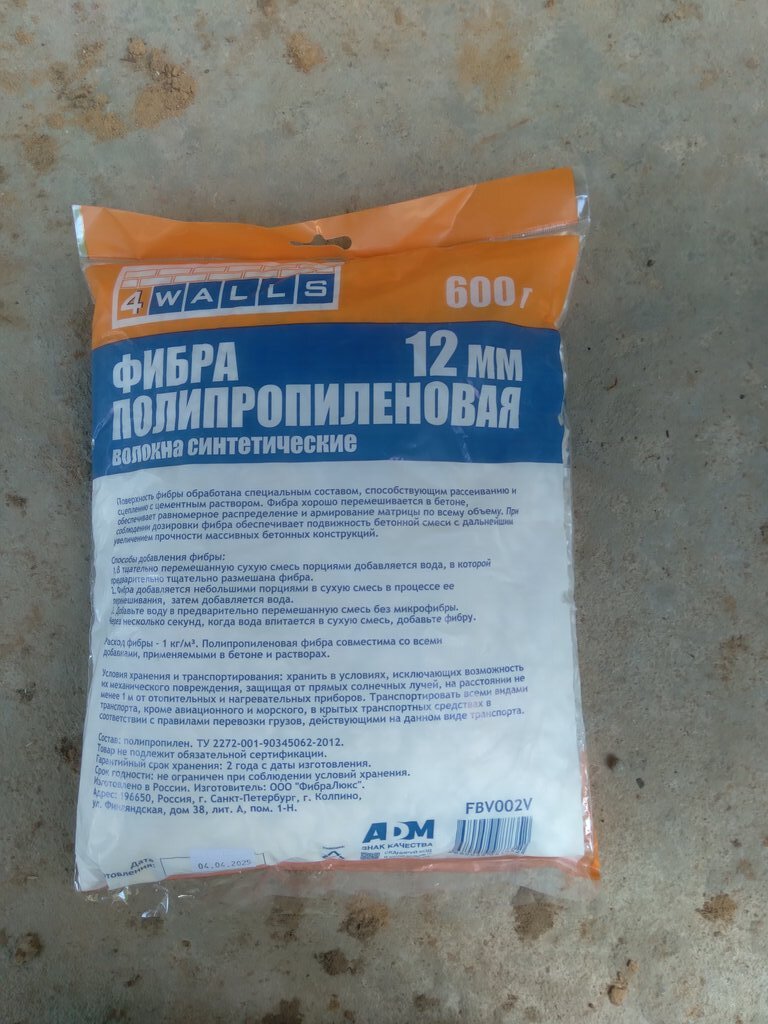 4 WALLS
600 г
ФИБРА 12 мм
ПОЛИПРОПИЛЕНОВАЯ
ВОЛОКНА СИНТЕТИЧЕСКИЕ
Поверхность фибры обработана специальным составом, способствующим рассеиванию и
сцеплению с цементным раствором. Фибра хорошо перемешивается в бетоне,
обеспечивает равномерное распределение и армирование матрицы по всему объему. При
соблюдении дозировки фибра обеспечивает подвижность бетонной смеси с дальнейшим
увеличением прочности массивных бетонных конструкций.
Способы добавления фибры:
1.В тщательно перемешанную сухую смесь порциями добавляется вода, в которой
предварительно тщательно размешана фибра.
2. Фибра добавляется небольшими порциями в сухую смесь в процессе ее
перемешивания, затем добавляется вода.
Добавьте воду в предварительно перемешанную смесь без микрофибры.
Через несколько секунд, когда вода впитается в сухую смесь, добавьте фибру.
Расход фибры - 1 кг/м³. Полипропиленовая фибра совместима со всеми
добавками, применяемыми в бетоне и растворах.
Условия хранения и транспортирования: хранить в условиях, исключающих возможность
их механического повреждения, защищая от прямых солнечных лучей, на расстоянии не
менее 1 м от отопительных и нагревательных приборов. Транспортировать всеми видами
транспорта, кроме авиационного и морского, в крытых транспортных средствах в
соответствии с правилами перевозки грузов, действующими на данном виде транспорта.
Состав: полипропилен. ТУ 2272-001-90345062-2012.
Товар не подлежит обязательной сертификации.
Гарантийный срок хранения: 2 года с даты изготовления.
Срок годности: не ограничен при соблюдении условий хранения.
Изготовлено в России. Изготовитель: ООО "ФибраЛюкс".
Адрес: 196650, Россия, г. Санкт-Петербург, г. Колпино,
ул. Финляндская, дом 38, лит. А, пом. 1-Н.
FBV002V
ADM
ЗНАК КАЧЕСТВА
Дата
04.04.2025